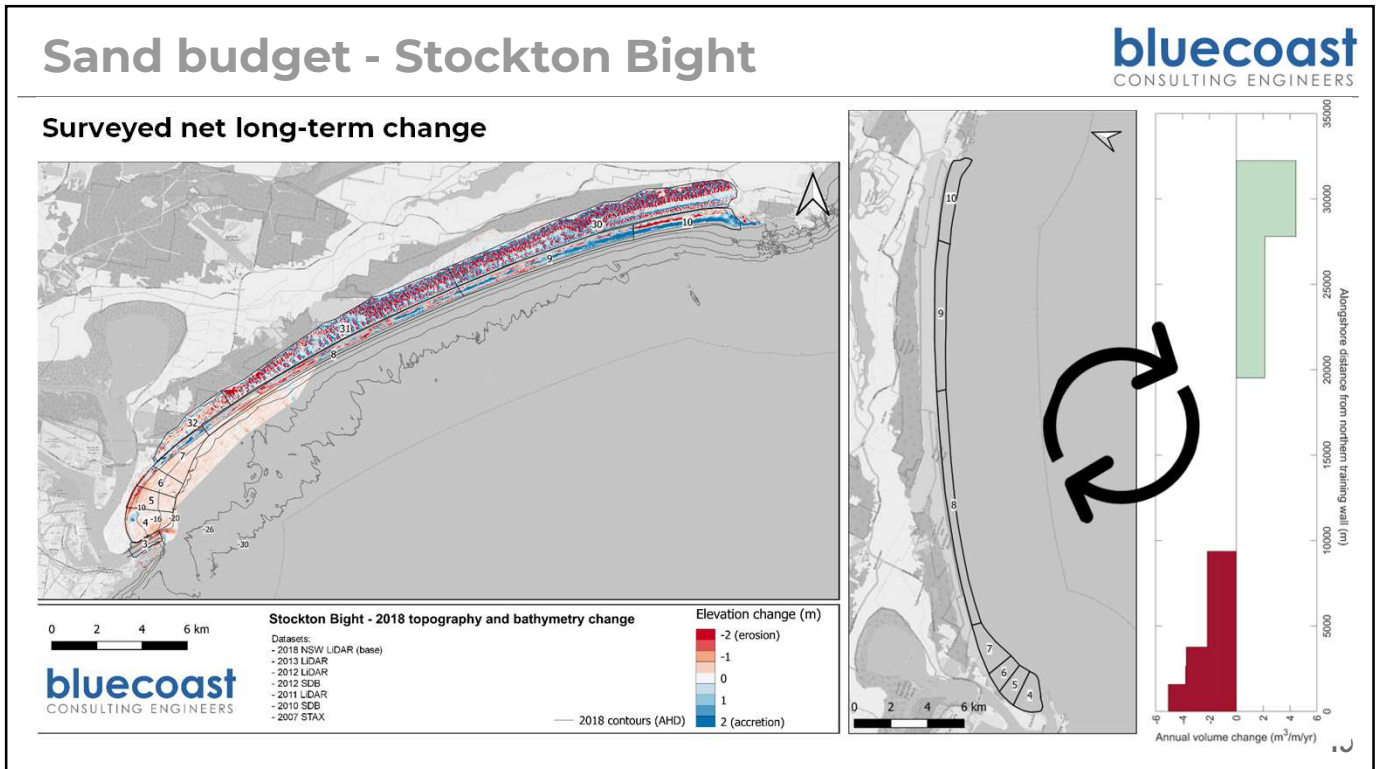 Sand budget - Stockton Bight
bluecoast
CONSULTING ENGINEERS
Surveyed net long-term change
30
10
9
31
8
32
7
6
5
-10
4
-16
-20
3
-26
-30
0 2 4 6 km
bluecoast
CONSULTING ENGINEERS
Stockton Bight - 2018 topography and bathymetry change
Datasets:
- 2018 NSW LiDAR (base)
- 2013 LiDAR
- 2012 LiDAR
- 2012 SDB
- 2011 LiDAR
- 2010 SDB
- 2007 STAX
2018 contours (AHD)
Elevation change (m)
-2 (erosion)
-1
0
1
2 (accretion)
10
9
8
7
6
5
4
0 2 4 6 km
35000
30000
25000
20000
15000
10000
5000
0
Alongshore distance from northern training wall (m)
-6 -4 -2 0 2 4 6
Annual volume change (m³/m/yr)